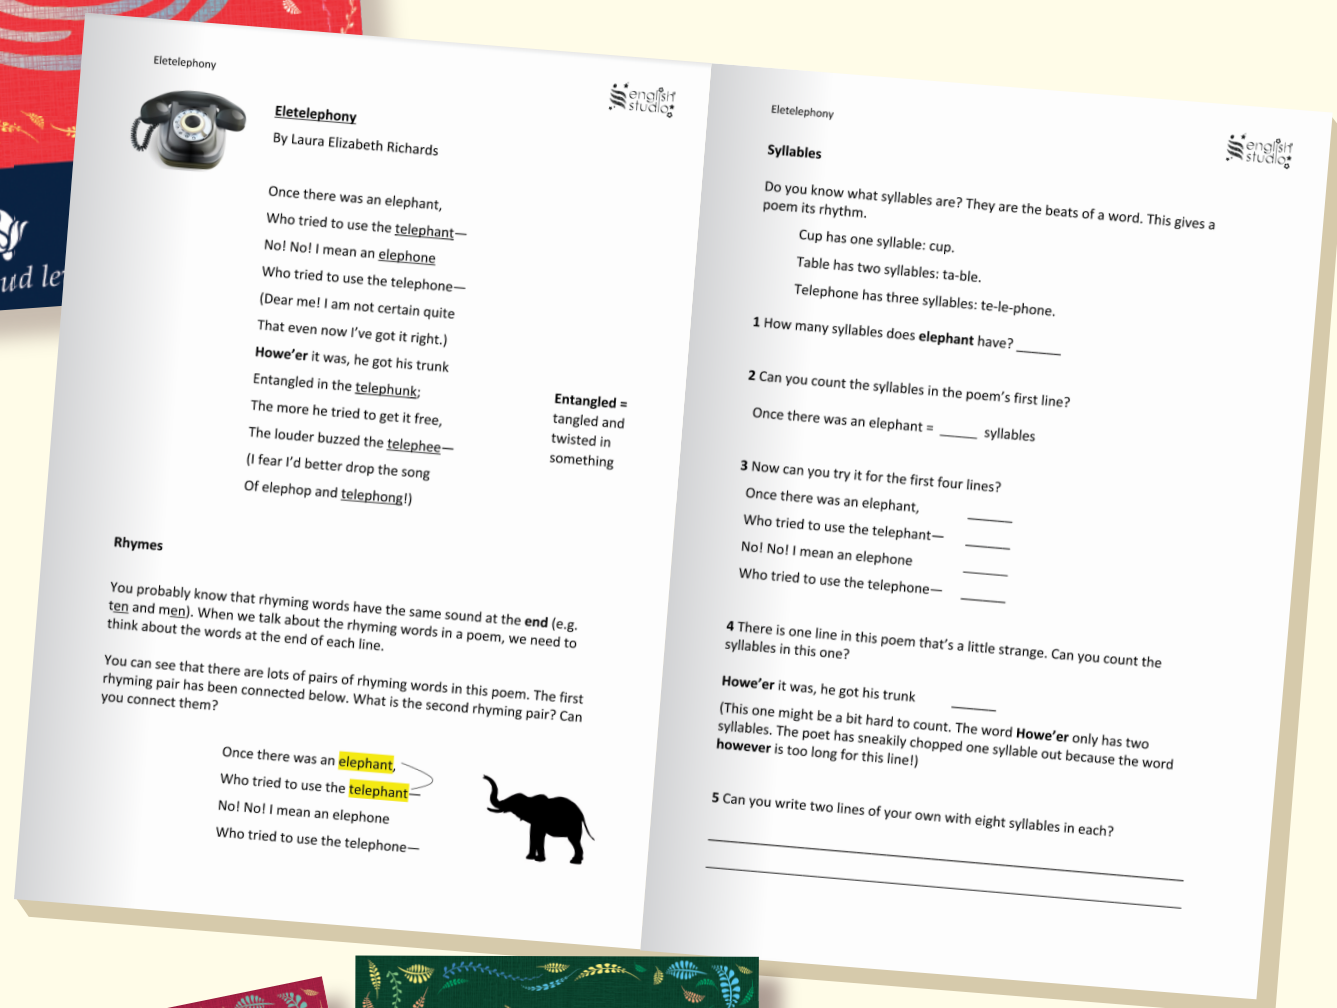 Eletelephony
english
studio
Eletelephony
By Laura Elizabeth Richards
Once there was an elephant,
Who tried to use the telephant—
No! No! I mean an elephone
Who tried to use the telephone—
(Dear me! I am not certain quite
That even now I've got it right.)
Howe'er it was, he got his trunk
Entangled in the telephunk;
The more he tried to get it free,
The louder buzzed the telephee—
(I fear I'd better drop the song
Of elephop and telephong!)
Entangled =
tangled and
twisted in
something
Rhymes
You probably know that rhyming words have the same sound at the end (e.g.
ten and men). When we talk about the rhyming words in a poem, we need to
think about the words at the end of each line.
You can see that there are lots of pairs of rhyming words in this poem. The first
rhyming pair has been connected below. What is the second rhyming pair? Can
you connect them?
Once there was an elephant,
Who tried to use the telephant—
No! No! I mean an elephone
Who tried to use the telephone—
Eletelephony
english
studio
Syllables
Do you know what syllables are? They are the beats of a word. This gives a
poem its rhythm.
Cup has one syllable: cup.
Table has two syllables: ta-ble.
Telephone has three syllables: te-le-phone.
1 How many syllables does elephant have? ______
2 Can you count the syllables in the poem's first line?
Once there was an elephant = _____ syllables
3 Now can you try it for the first four lines?
Once there was an elephant, ______
Who tried to use the telephant— ______
No! No! I mean an elephone ______
Who tried to use the telephone— ______
4 There is one line in this poem that's a little strange. Can you count the
syllables in this one?
Howe'er it was, he got his trunk ______
(This one might be a bit hard to count. The word Howe'er only has two
syllables. The poet has sneakily chopped one syllable out because the word
however is too long for this line!)
5 Can you write two lines of your own with eight syllables in each?